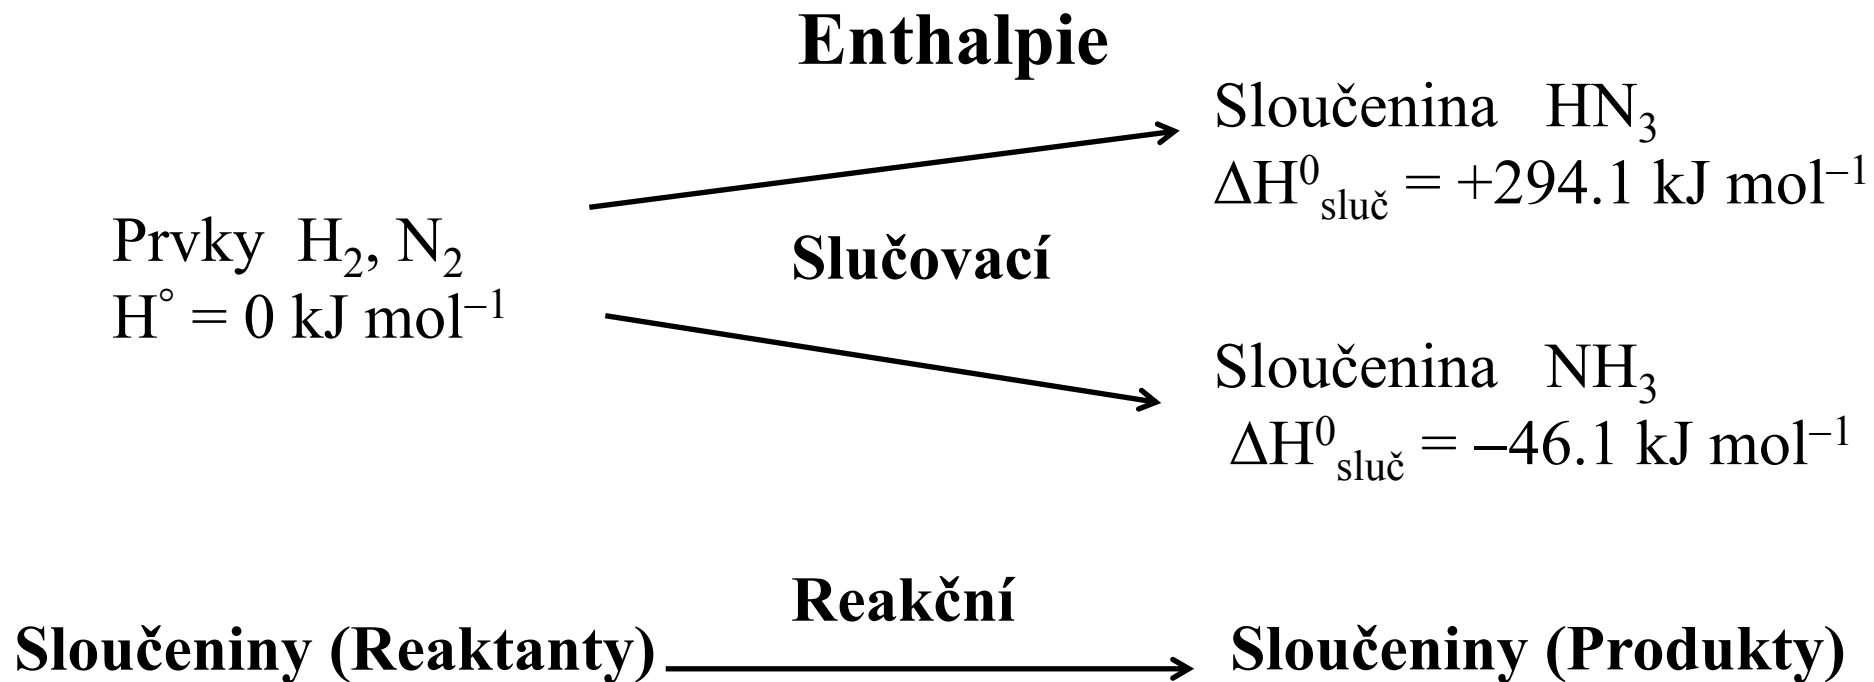 Enthalpie
Sloučenina HN₃
ΔH⁰sluč = +294.1 kJ mol⁻¹
Prvky H₂, N₂
H° = 0 kJ mol⁻¹
Slučovací
Sloučenina NH₃
ΔH⁰sluč = −46.1 kJ mol⁻¹
Reakční
Sloučeniny (Reaktanty) Sloučeniny (Produkty)